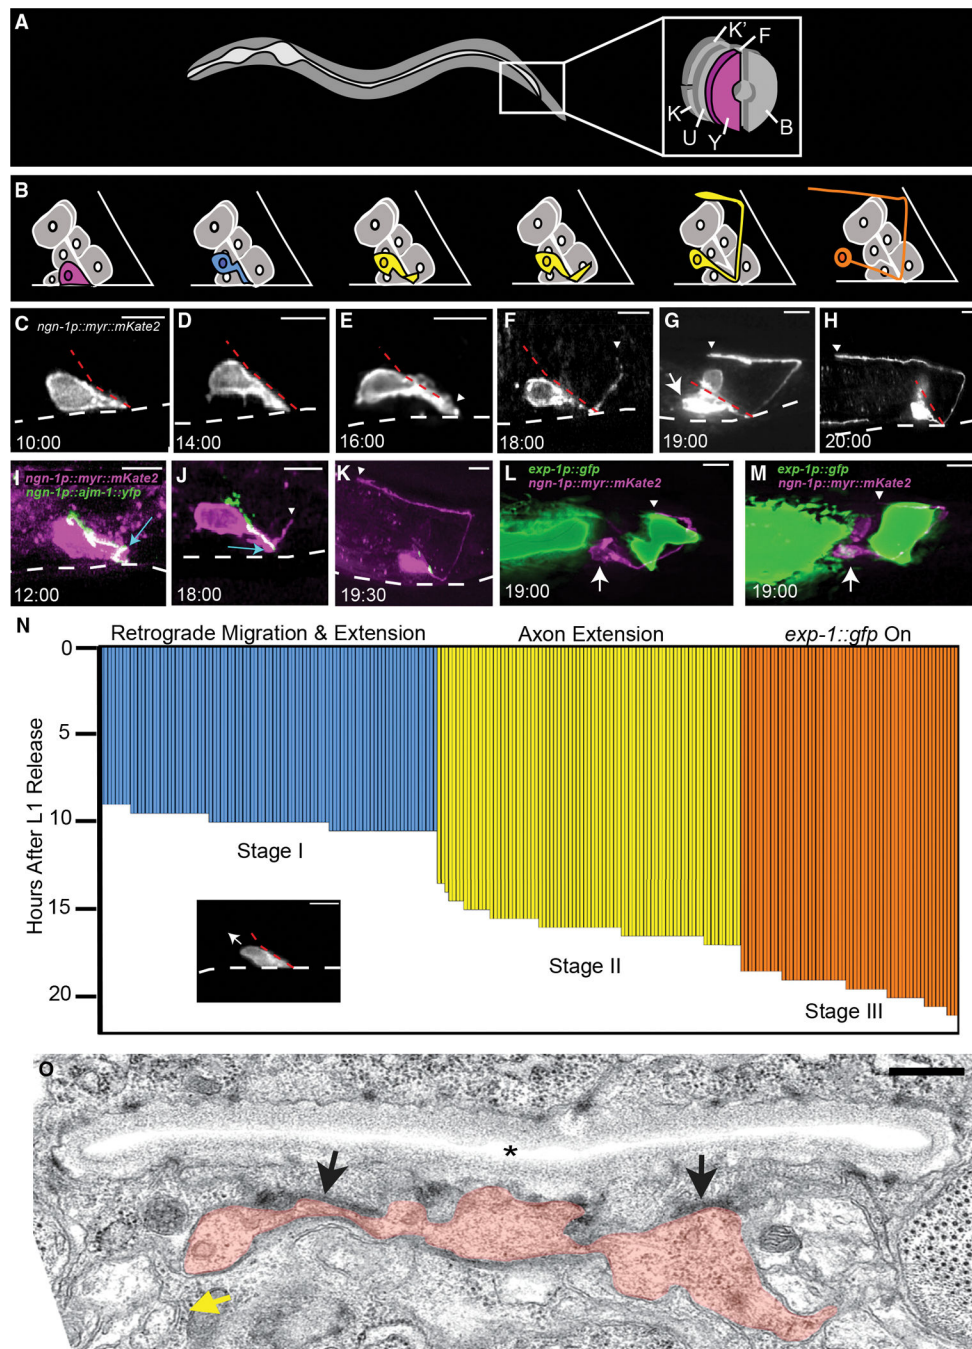 A
K'
F
K
U
Y
B
B
C
ngn-1p::myr::mKate2
10:00
D
14:00
E
16:00
F
18:00
G
19:00
H
20:00
I
ngn-1p::myr::mKate2
ngn-1p::ajm-1::yfp
12:00
J
18:00
K
19:30
L
exp-1p::gfp
ngn-1p::myr::mKate2
19:00
M
exp-1p::gfp
ngn-1p::myr::mKate2
19:00
N
Retrograde Migration & Extension
Axon Extension
exp-1::gfp On
0
5
10
15
20
Hours After L1 Release
Stage I
Stage II
Stage III
O
*